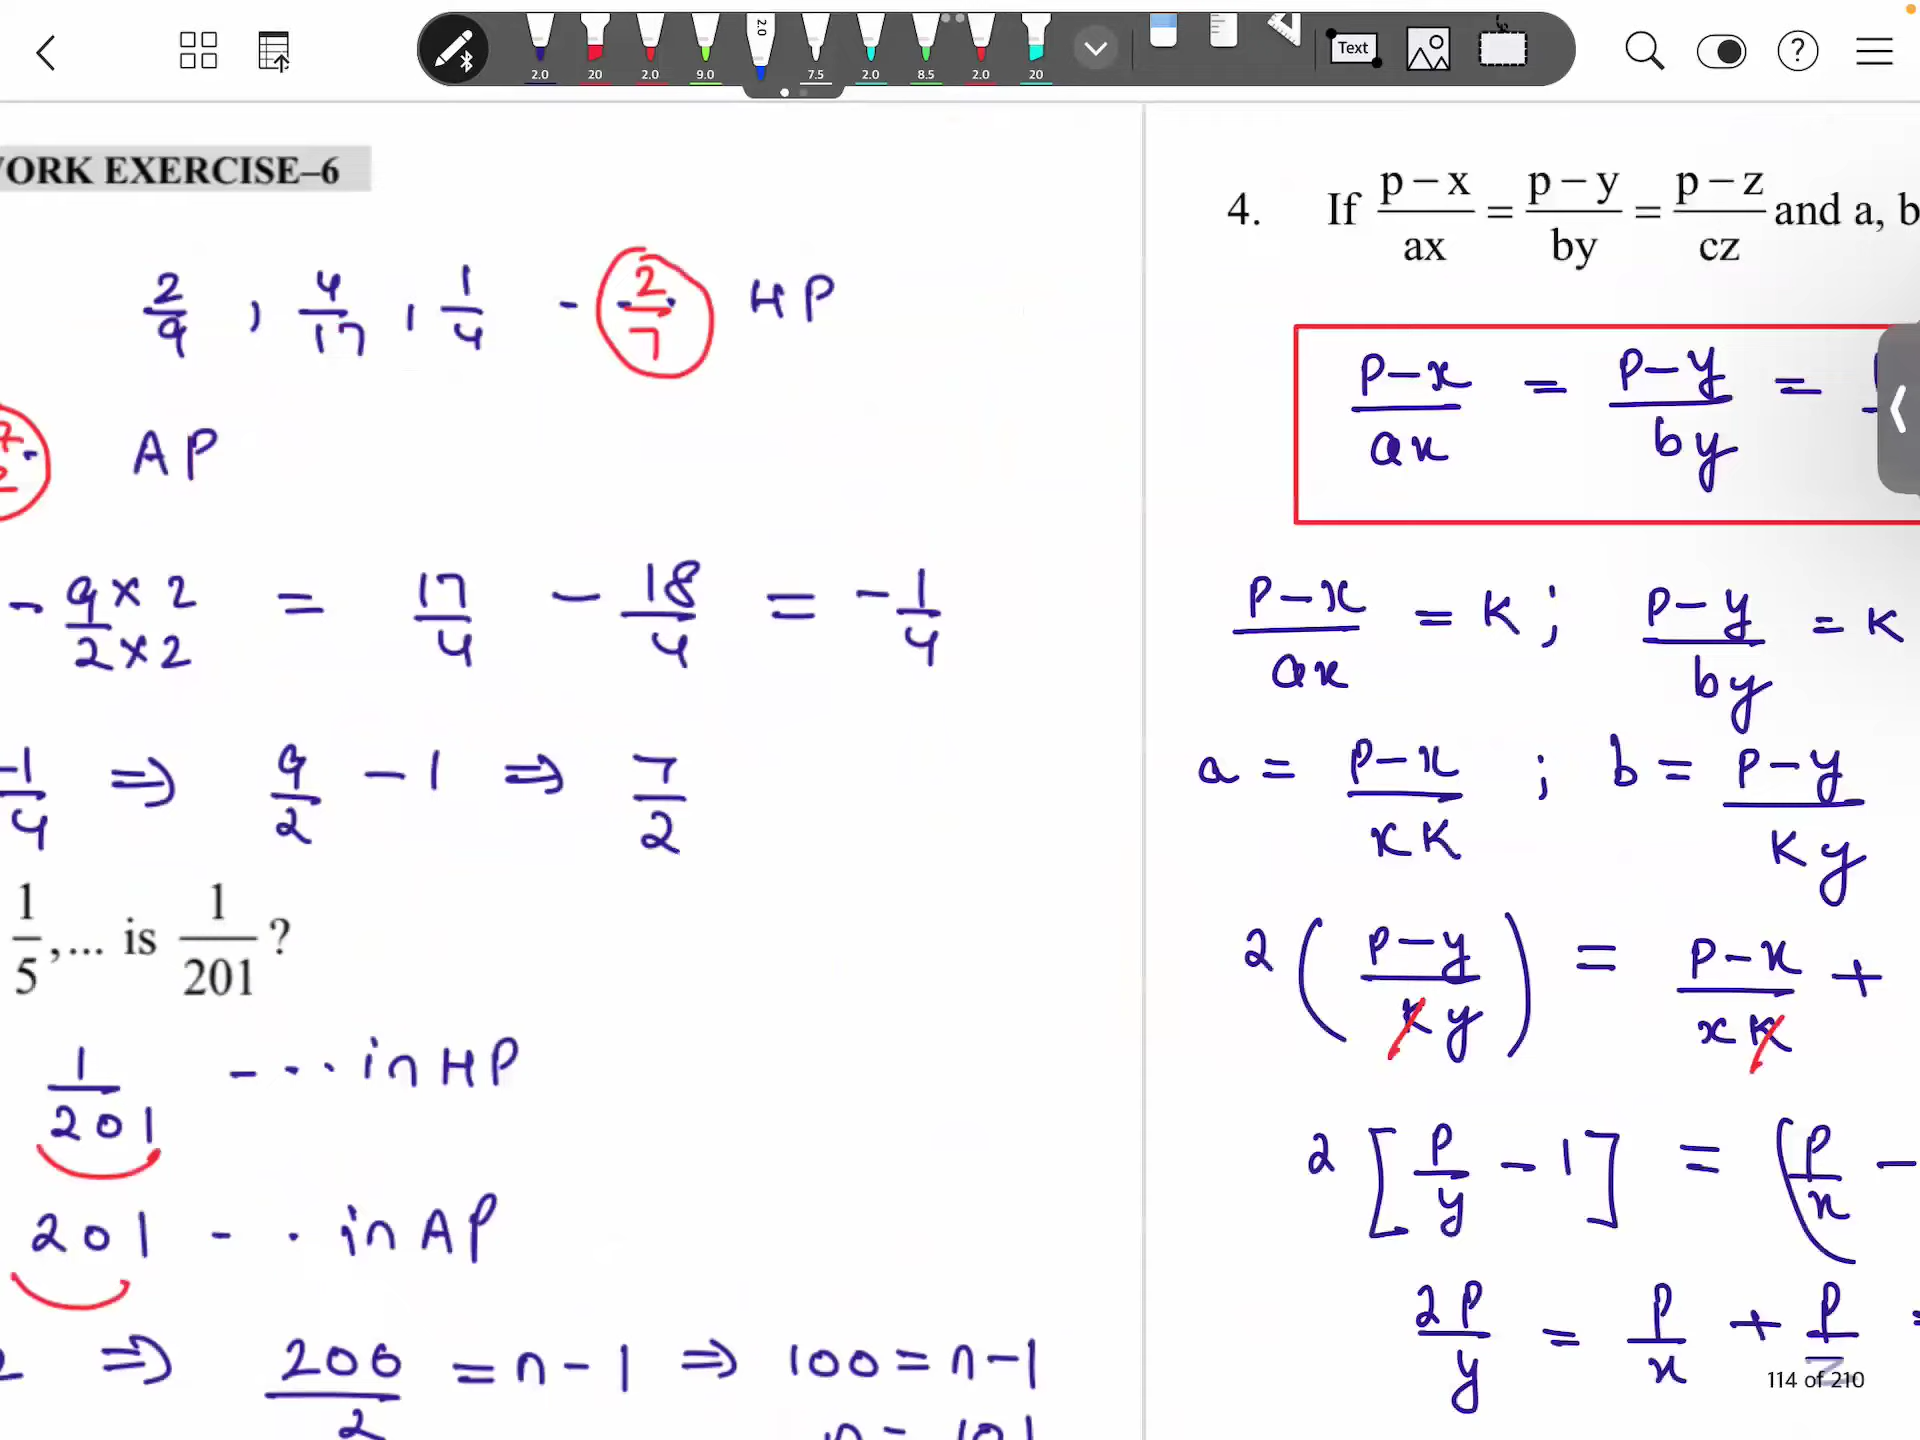 2.0 20 2.0 9.0 2.0 7.5 2.0 8.5 2.0 20 Text ?
ORK EXERCISE–6
2/9 , 4/17 , 1/4 - - 2/7 . HP
AP
- 9×2/2×2 = 17/4 - 18/4 = -1/4
-1/4 ⇒ 9/2 - 1 ⇒ 7/2
1/5 ,... is 1/201 ?
1/201 - - - . in HP
201 - - . in AP
2 ⇒ 200/2 = n-1 ⇒ 100 = n-1
n = 101
4. If p-x/ax = p-y/by = p-z/cz and a, b
P-x/ax = P-y/by =
P-x/ax = K ; P-y/by = K
a = P-x/xK ; b = P-y/Ky
2 ( P-y/Ky ) = P-x/xK +
2 [ P/y - 1 ] = ( P/x -
2P/y = P/x + P/z =
114 of 210